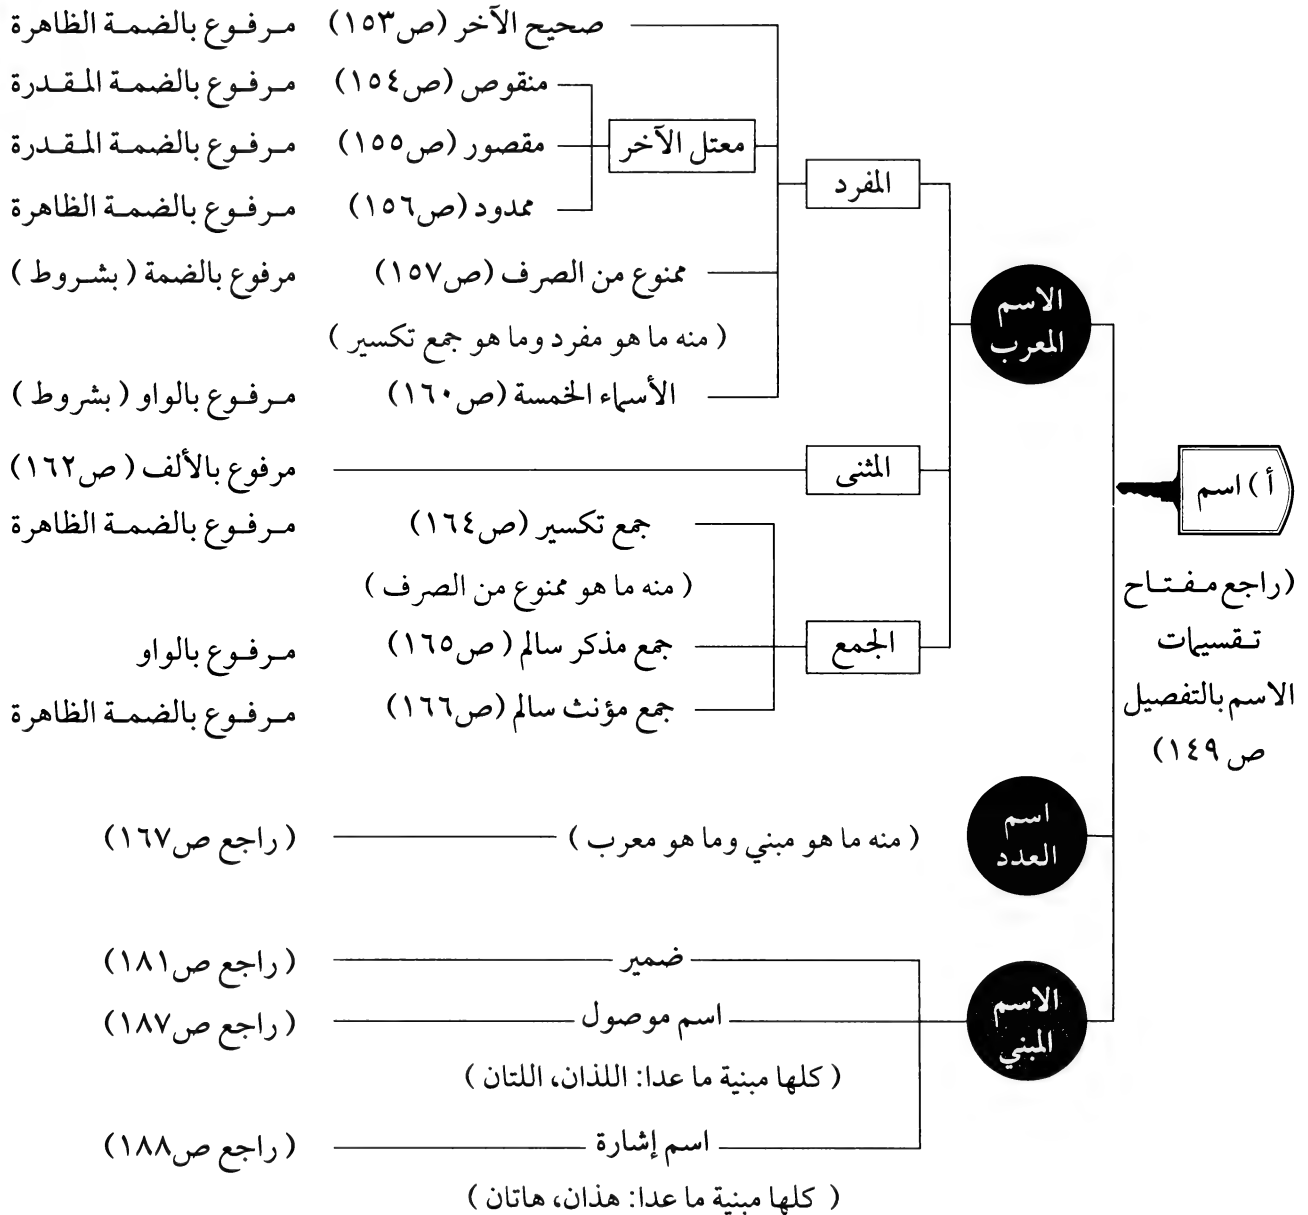 أ) اسم
(راجع مفتاح
تقسيمات
الاسم بالتفصيل
ص ١٤٩)
الاسم
المعرب
المفرد
صحيح الآخر (ص١٥٣) مرفوع بالضمة الظاهرة
معتل الآخر
منقوص (ص١٥٤) مرفوع بالضمة المقدرة
مقصور (ص١٥٥) مرفوع بالضمة المقدرة
ممدود (ص١٥٦) مرفوع بالضمة الظاهرة
ممنوع من الصرف (ص١٥٧) مرفوع بالضمة (بشروط)
(منه ما هو مفرد وما هو جمع تكسير)
الأسماء الخمسة (ص١٦٠) مرفوع بالواو (بشروط)
المثنى
مرفوع بالألف (ص١٦٢)
الجمع
جمع تكسير (ص١٦٤) مرفوع بالضمة الظاهرة
(منه ما هو ممنوع من الصرف)
جمع مذكر سالم (ص١٦٥) مرفوع بالواو
جمع مؤنث سالم (ص١٦٦) مرفوع بالضمة الظاهرة
اسم
العدد
(منه ما هو مبني وما هو معرب) (راجع ص١٦٧)
الاسم
المبني
ضمير (راجع ص١٨١)
اسم موصول (راجع ص١٨٧)
(كلها مبنية ما عدا: اللذان، اللتان)
اسم إشارة (راجع ص١٨٨)
(كلها مبنية ما عدا: هذان، هاتان)